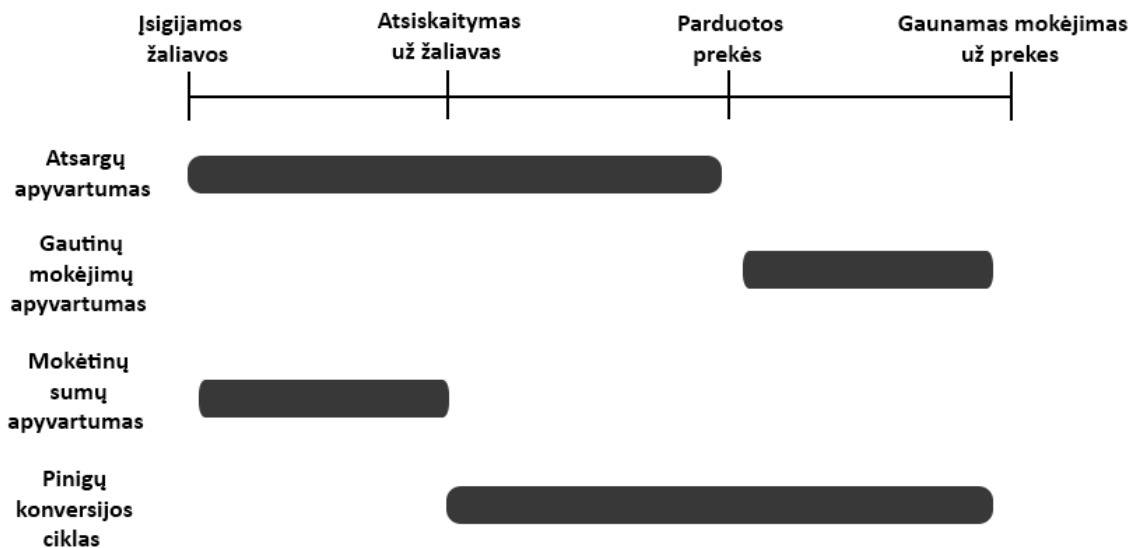 Įsigijamos
žaliavos
Atsiskaitymas
už žaliavas
Parduotos
prekės
Gaunamas mokėjimas
už prekes
Atsargų
apyvartumas
Gautinų
mokėjimų
apyvartumas
Mokėtinų
sumų
apyvartumas
Pinigų
konversijos
ciklas